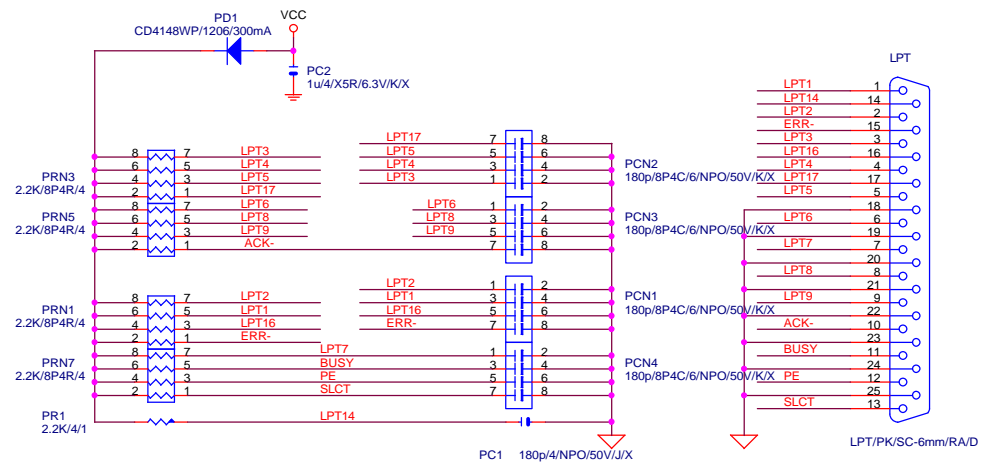 PD1
CD4148WP/1206/300mA
VCC
PC2
1u/4/X5R/6.3V/K/X
PRN3
2.2K/8P4R/4
8 7 LPT3
6 5 LPT4
4 3 LPT5
2 1 LPT17
PRN5
2.2K/8P4R/4
8 7 LPT6
6 5 LPT8
4 3 LPT9
2 1 ACK-
LPT17 7 8
LPT5 5 6
LPT4 3 4
LPT3 1 2
PCN2
180p/8P4C/6/NPO/50V/K/X
LPT6 1 2
LPT8 3 4
LPT9 5 6
7 8
PCN3
180p/8P4C/6/NPO/50V/K/X
PRN1
2.2K/8P4R/4
8 7 LPT2
6 5 LPT1
4 3 LPT16
2 1 ERR-
LPT2 1 2
LPT1 3 4
LPT16 5 6
ERR- 7 8
PCN1
180p/8P4C/6/NPO/50V/K/X
PRN7
2.2K/8P4R/4
8 7 LPT7 1 2
6 5 BUSY 3 4
4 3 PE 5 6
2 1 SLCT 7 8
PCN4
180p/8P4C/6/NPO/50V/K/X
PR1
2.2K/4/1
LPT14
PC1
180p/4/NPO/50V/J/X
LPT
LPT1 1
LPT14 14
LPT2 2
ERR- 15
LPT3 3
LPT16 16
LPT4 4
LPT17 17
LPT5 5
18
LPT6 6
19
LPT7 7
20
LPT8 8
21
LPT9 9
22
ACK- 10
23
BUSY 11
24
PE 12
25
SLCT 13
LPT/PK/SC-6mm/RA/D